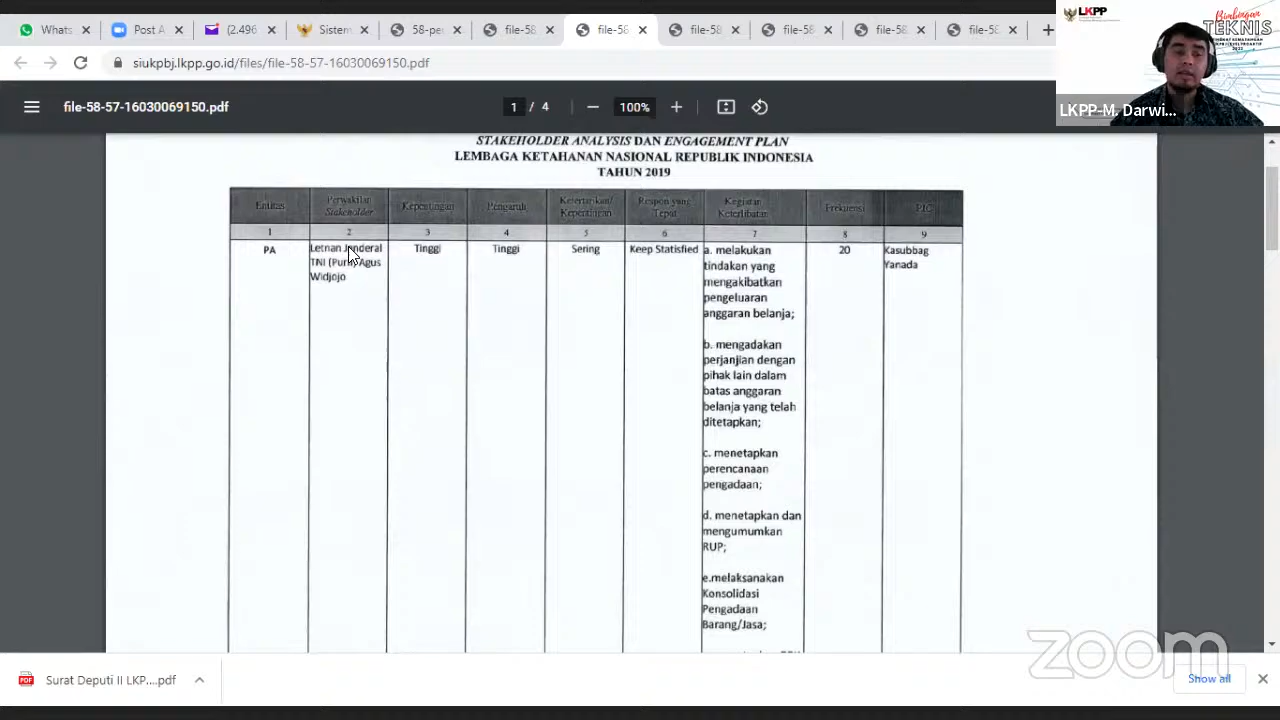 Whats
Post A
1.496
Sister
-58-pe
file-58
file-58
file-58
file-58
file-58
file-58
siukpbj.lkpp.go.id/files/file-58-57-16030069150.pdf
LKPP
Bimbingan
TEKNIS
LKPP-M. Darwi...
file-58-57-16030069150.pdf
1 / 4
100%
STAKEHOLDER ANALYSIS DAN ENGAGEMENT PLAN
LEMBAGA KETAHANAN NASIONAL REPUBLIK INDONESIA
TAHUN 2019
Entitas
Perwakilan
Stakeholder
Kepentingan
Pengaruh
Ketertarikan/
Kepentingan
Respon yang
Tepat
Kegiatan
Keterlibatan
Frekuensi
PIC
1 2 3 4 5 6 7 8 9
PA
Letnan Jenderal
TNI (Purn) Agus
Widjojo
Tinggi
Tinggi
Sering
Keep Statisfied
a. melakukan
tindakan yang
mengakibatkan
pengeluaran
anggaran belanja;
b. mengadakan
perjanjian dengan
pihak lain dalam
batas anggaran
belanja yang telah
ditetapkan;
c. menetapkan
perencanaan
pengadaan;
d. menetapkan dan
mengumumkan
RUP;
e.melaksanakan
Konsolidasi
Pengadaan
Barang/Jasa;
20
Kasubbag
Yanada
zoom
Surat Deputi II LKP....pdf
Show all